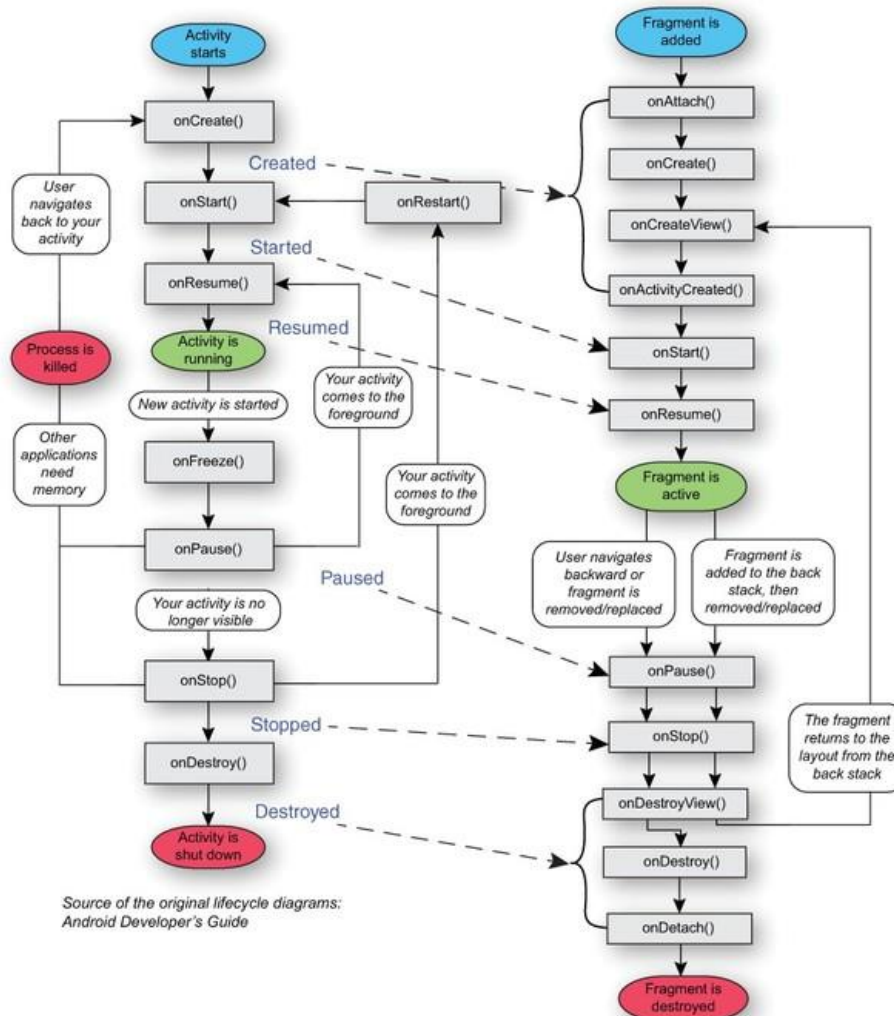 Activity
starts
onCreate()
User
navigates
back to your
activity
onStart()
onRestart()
onResume()
Process is
killed
Activity is
running
New activity is started
Your activity
comes to the
foreground
Other
applications
need
memory
onFreeze()
Your activity
comes to the
foreground
onPause()
Your activity is no
longer visible
onStop()
onDestroy()
Activity is
shut down
Created
Started
Resumed
Paused
Stopped
Destroyed
Fragment is
added
onAttach()
onCreate()
onCreateView()
onActivityCreated()
onStart()
onResume()
Fragment is
active
User navigates
backward or
fragment is
removed/replaced
Fragment is
added to the back
stack, then
removed/replaced
onPause()
onStop()
The fragment
returns to the
layout from the
back stack
onDestroyView()
onDestroy()
onDetach()
Fragment is
destroyed
Source of the original lifecycle diagrams:
Android Developer's Guide